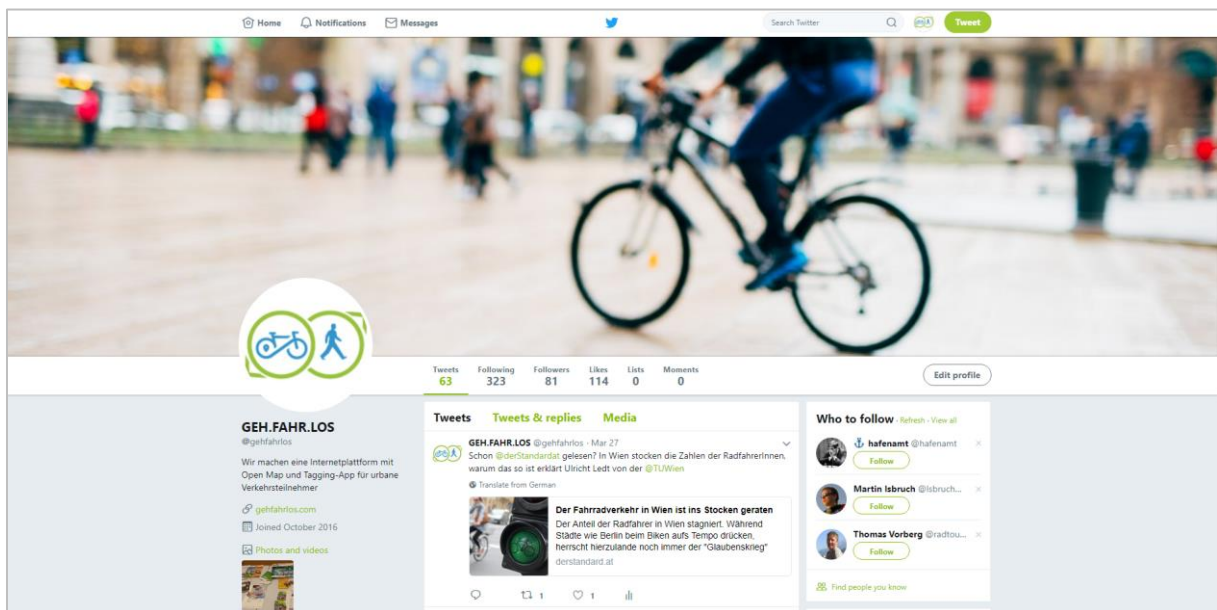 Home Notifications Messages Search Twitter Tweet
Tweets Following Followers Likes Lists Moments
63 323 81 114 0 0
Edit profile
GEH.FAHR.LOS
@gehfahrlos
Wir machen eine Internetplattform mit
Open Map und Tagging-App für urbane
Verkehrsteilnehmer
gehfahrlos.com
Joined October 2016
Photos and videos
Tweets Tweets & replies Media
GEH.FAHR.LOS @gehfahrlos · Mar 27
Schon @derStandardat gelesen? In Wien stocken die Zahlen der RadfahrerInnen,
warum das so ist erklärt Ulricht Ledt von der @TUWien
Translate from German
Der Fahrradverkehr in Wien ist ins Stocken geraten
Der Anteil der Radfahrer in Wien stagniert. Während
Städte wie Berlin beim Biken aufs Tempo drücken,
herrscht hierzulande noch immer der "Glaubenskrieg"
derstandard.at
1 1
Who to follow · Refresh · View all
hafenamt @hafenamt
Follow
Martin Isbruch @Isbruch...
Follow
Thomas Vorberg @radtou...
Follow
Find people you know